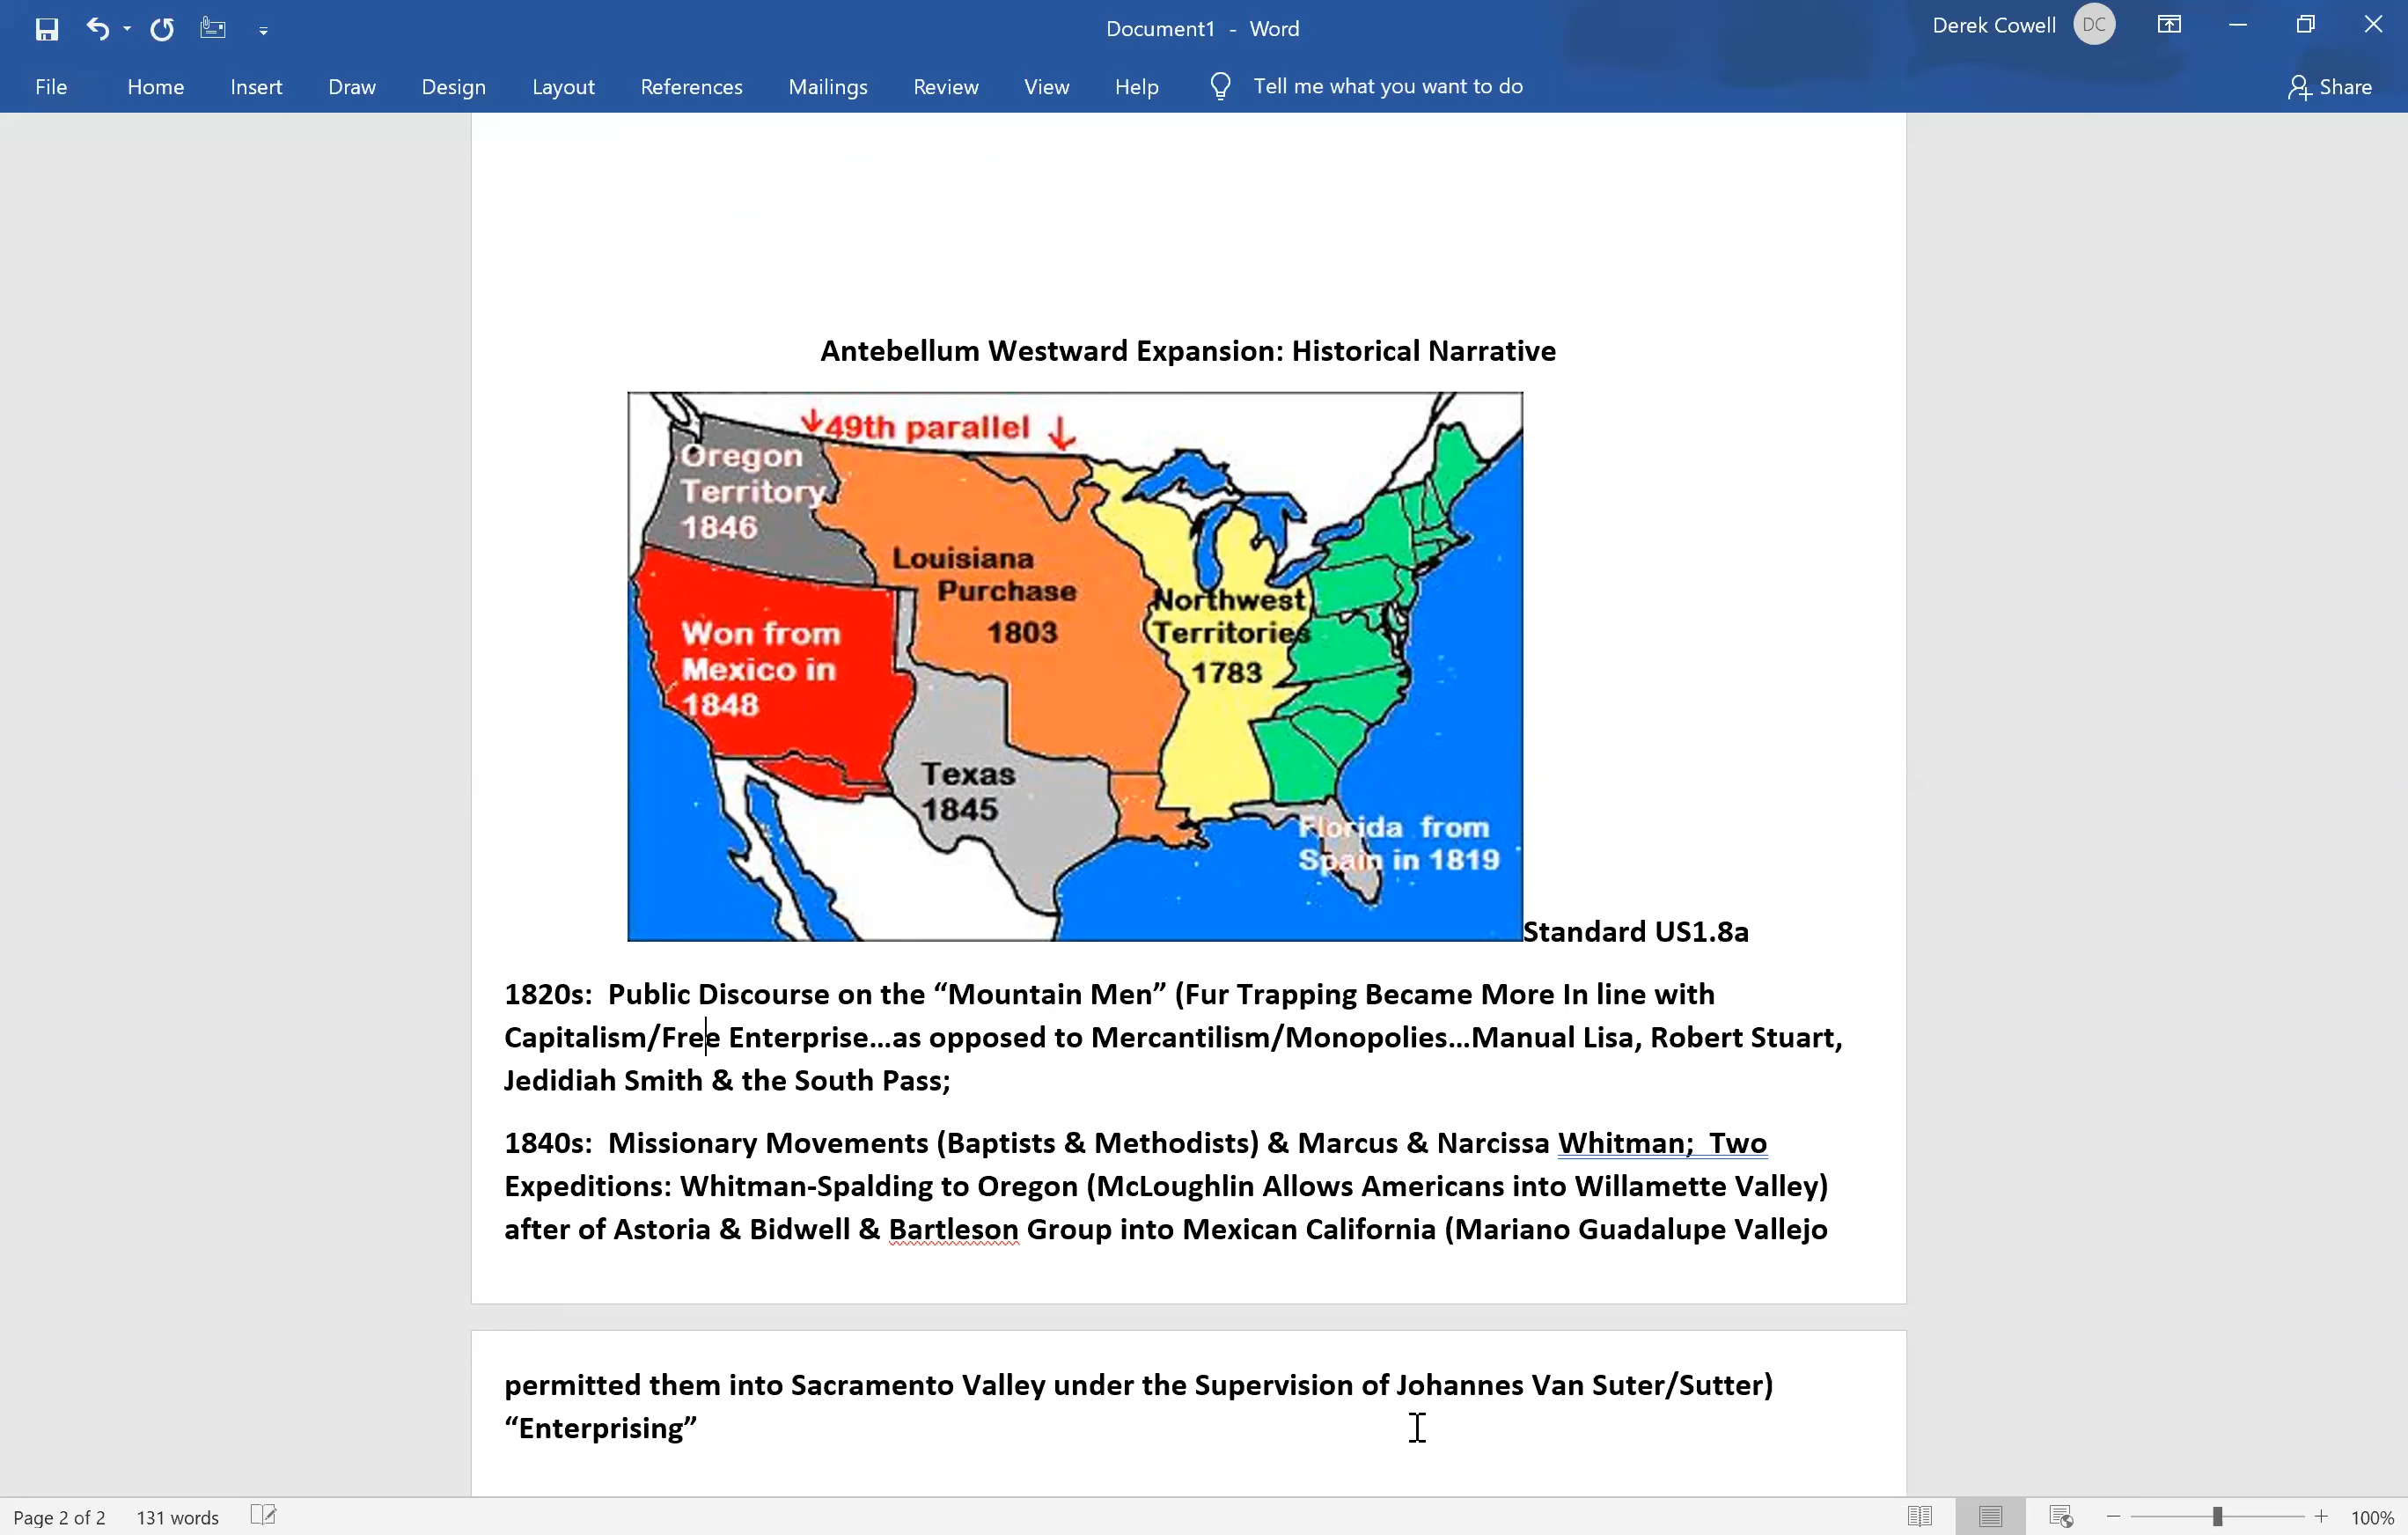 Document1 - Word
Derek Cowell DC
File Home Insert Draw Design Layout References Mailings Review View Help Tell me what you want to do Share
Antebellum Westward Expansion: Historical Narrative
49th parallel
Oregon
Territory
1846
Louisiana
Purchase
1803
Northwest
Territories
1783
Won from
Mexico in
1848
Texas
1845
Florida from
Spain in 1819
Standard US1.8a
1820s: Public Discourse on the “Mountain Men” (Fur Trapping Became More In line with
Capitalism/Free Enterprise…as opposed to Mercantilism/Monopolies…Manual Lisa, Robert Stuart,
Jedidiah Smith & the South Pass;
1840s: Missionary Movements (Baptists & Methodists) & Marcus & Narcissa Whitman; Two
Expeditions: Whitman-Spalding to Oregon (McLoughlin Allows Americans into Willamette Valley)
after of Astoria & Bidwell & Bartleson Group into Mexican California (Mariano Guadalupe Vallejo
permitted them into Sacramento Valley under the Supervision of Johannes Van Suter/Sutter)
“Enterprising”
Page 2 of 2 131 words 100%